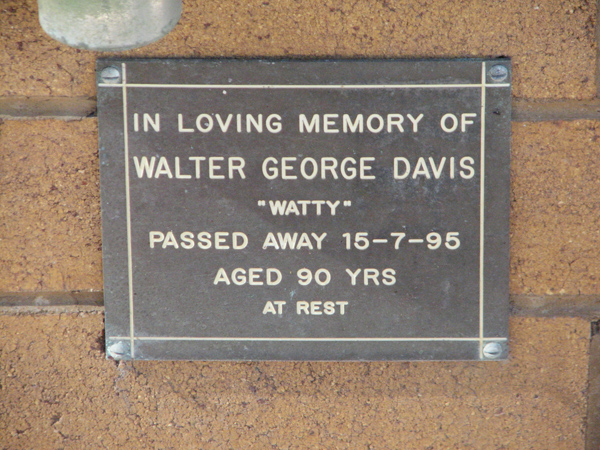 IN LOVING MEMORY OF
WALTER GEORGE DAVIS
"WATTY"
PASSED AWAY 15-7-95
AGED 90 YRS
AT REST